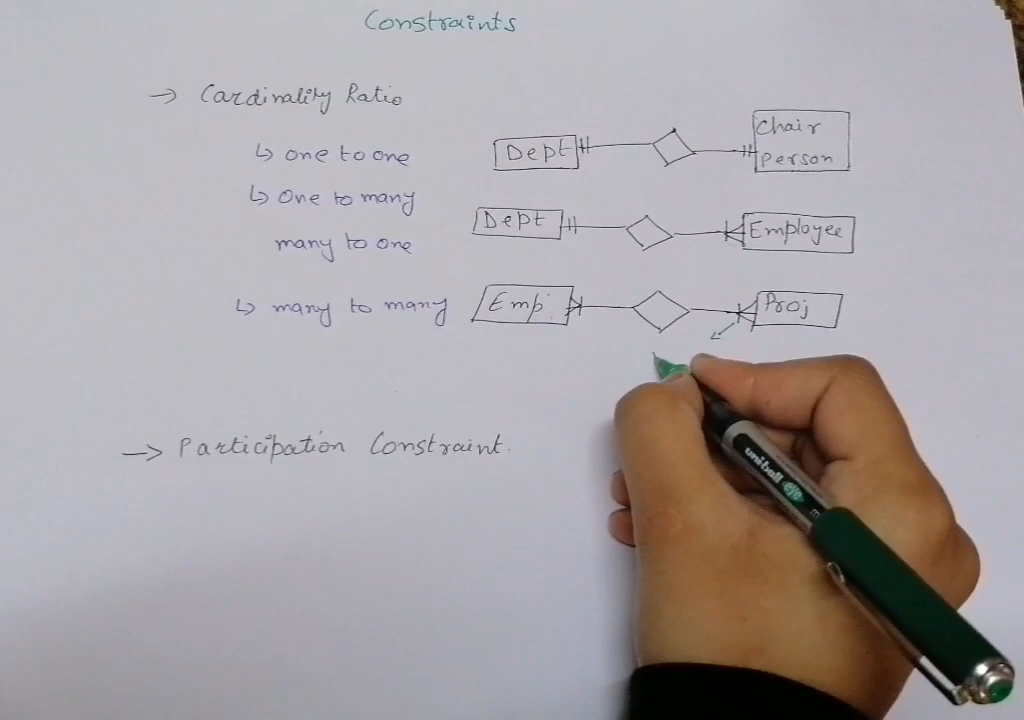 Constraints
→ Cardinality Ratio
↳ one to one
Dept
Chair
person
↳ one to many
Dept
Employee
many to one
↳ many to many
Emp.
Proj
→ Participation Constraint.
uniball eye